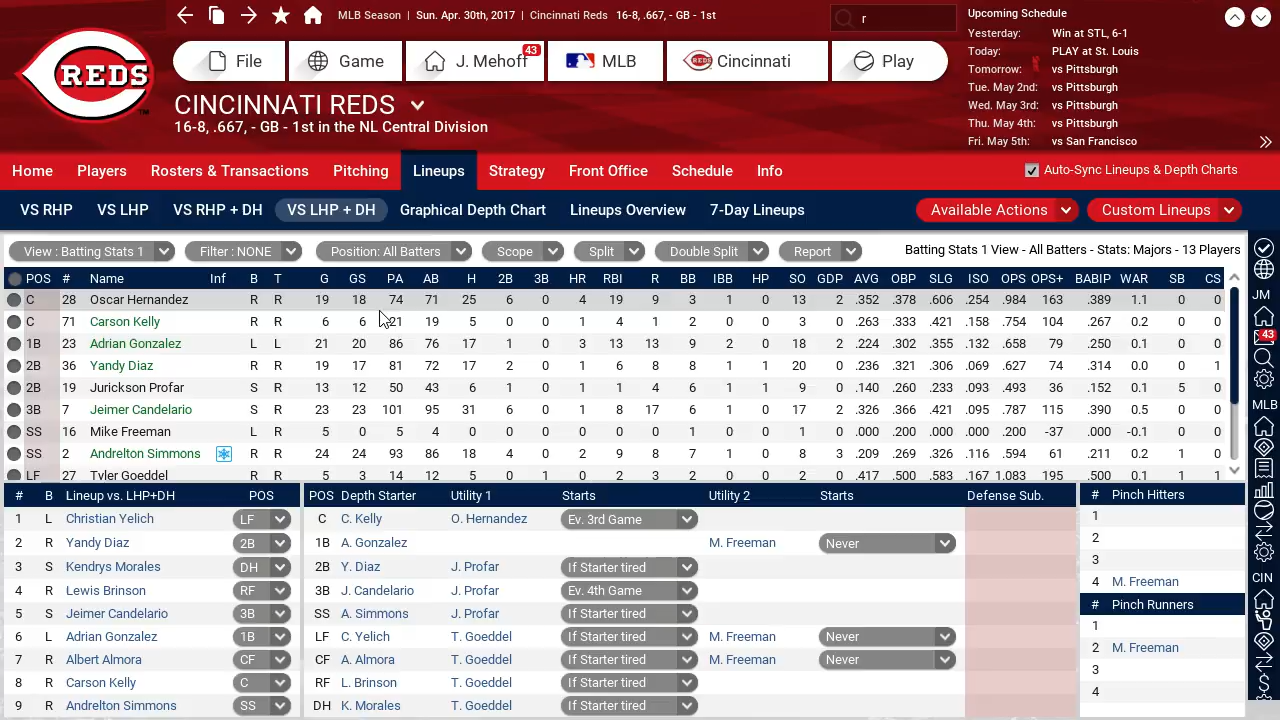 MLB Season | Sun. Apr. 30th, 2017 | Cincinnati Reds 16-8, .667, - GB - 1st
r
Upcoming Schedule
Yesterday: Win at STL, 6-1
Today: PLAY at St. Louis
Tomorrow: vs Pittsburgh
Tue. May 2nd: vs Pittsburgh
Wed. May 3rd: vs Pittsburgh
Thu. May 4th: vs Pittsburgh
Fri. May 5th: vs San Francisco
REDS
File Game J. Mehoff 43 MLB REDS Cincinnati Play
CINCINNATI REDS
16-8, .667, - GB - 1st in the NL Central Division
Home Players Rosters & Transactions Pitching Lineups Strategy Front Office Schedule Info Auto-Sync Lineups & Depth Charts
VS RHP VS LHP VS RHP + DH VS LHP + DH Graphical Depth Chart Lineups Overview 7-Day Lineups Available Actions Custom Lineups
View : Batting Stats 1 Filter : NONE Position: All Batters Scope Split Double Split Report Batting Stats 1 View - All Batters - Stats: Majors - 13 Players
POS # Name Inf B T G GS PA AB H 2B 3B HR RBI R BB IBB HP SO GDP AVG OBP SLG ISO OPS OPS+ BABIP WAR SB CS
C 28 Oscar Hernandez R R 19 18 74 71 25 6 0 4 19 9 3 1 0 13 2 .352 .378 .606 .254 .984 163 .389 1.1 0 0
C 71 Carson Kelly R R 6 6 21 19 5 0 0 1 4 1 2 0 0 3 0 .263 .333 .421 .158 .754 104 .267 0.2 0 0
1B 23 Adrian Gonzalez L L 21 20 86 76 17 1 0 3 13 13 9 2 0 18 2 .224 .302 .355 .132 .658 79 .250 0.1 0 0
2B 36 Yandy Diaz R R 19 17 81 72 17 2 0 1 6 8 8 1 1 20 0 .236 .321 .306 .069 .627 74 .314 0.0 0 1
2B 19 Jurickson Profar S R 13 12 50 43 6 1 0 1 1 4 6 1 1 9 0 .140 .260 .233 .093 .493 36 .152 0.1 5 0
3B 7 Jeimer Candelario S R 23 23 101 95 31 6 0 1 8 17 6 1 0 17 2 .326 .366 .421 .095 .787 115 .390 0.5 0 0
SS 16 Mike Freeman L R 5 0 5 4 0 0 0 0 0 0 1 0 0 1 0 .000 .200 .000 .000 .200 -37 .000 -0.1 0 0
SS 2 Andrelton Simmons R R 24 24 93 86 18 4 0 2 9 8 7 1 0 8 3 .209 .269 .326 .116 .594 61 .211 0.2 1 0
LF 27 Tyler Goeddel R R 5 3 14 12 5 0 1 0 2 3 2 0 0 2 0 .417 .500 .583 .167 1.083 195 .500 0.1 1 1
JM
43
MLB
CIN
# B Lineup vs. LHP+DH POS
1 L Christian Yelich LF
2 R Yandy Diaz 2B
3 S Kendrys Morales DH
4 R Lewis Brinson RF
5 S Jeimer Candelario 3B
6 L Adrian Gonzalez 1B
7 R Albert Almora CF
8 R Carson Kelly C
9 R Andrelton Simmons SS
POS Depth Starter Utility 1 Starts Utility 2 Starts Defense Sub.
C C. Kelly O. Hernandez Ev. 3rd Game
1B A. Gonzalez M. Freeman Never
2B Y. Diaz J. Profar If Starter tired
3B J. Candelario J. Profar Ev. 4th Game
SS A. Simmons J. Profar If Starter tired
LF C. Yelich T. Goeddel If Starter tired M. Freeman Never
CF A. Almora T. Goeddel If Starter tired M. Freeman Never
RF L. Brinson T. Goeddel If Starter tired
DH K. Morales T. Goeddel If Starter tired
# Pinch Hitters
1
2
3
4 M. Freeman
# Pinch Runners
1
2 M. Freeman
3
4